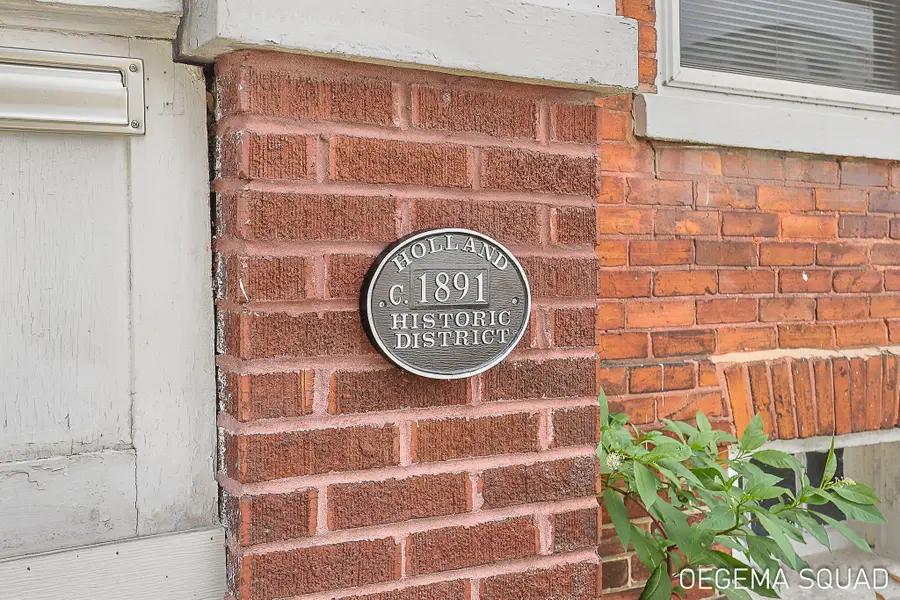 HOLLAND
C. 1891
HISTORIC
DISTRICT
OEGEMA SQUAD